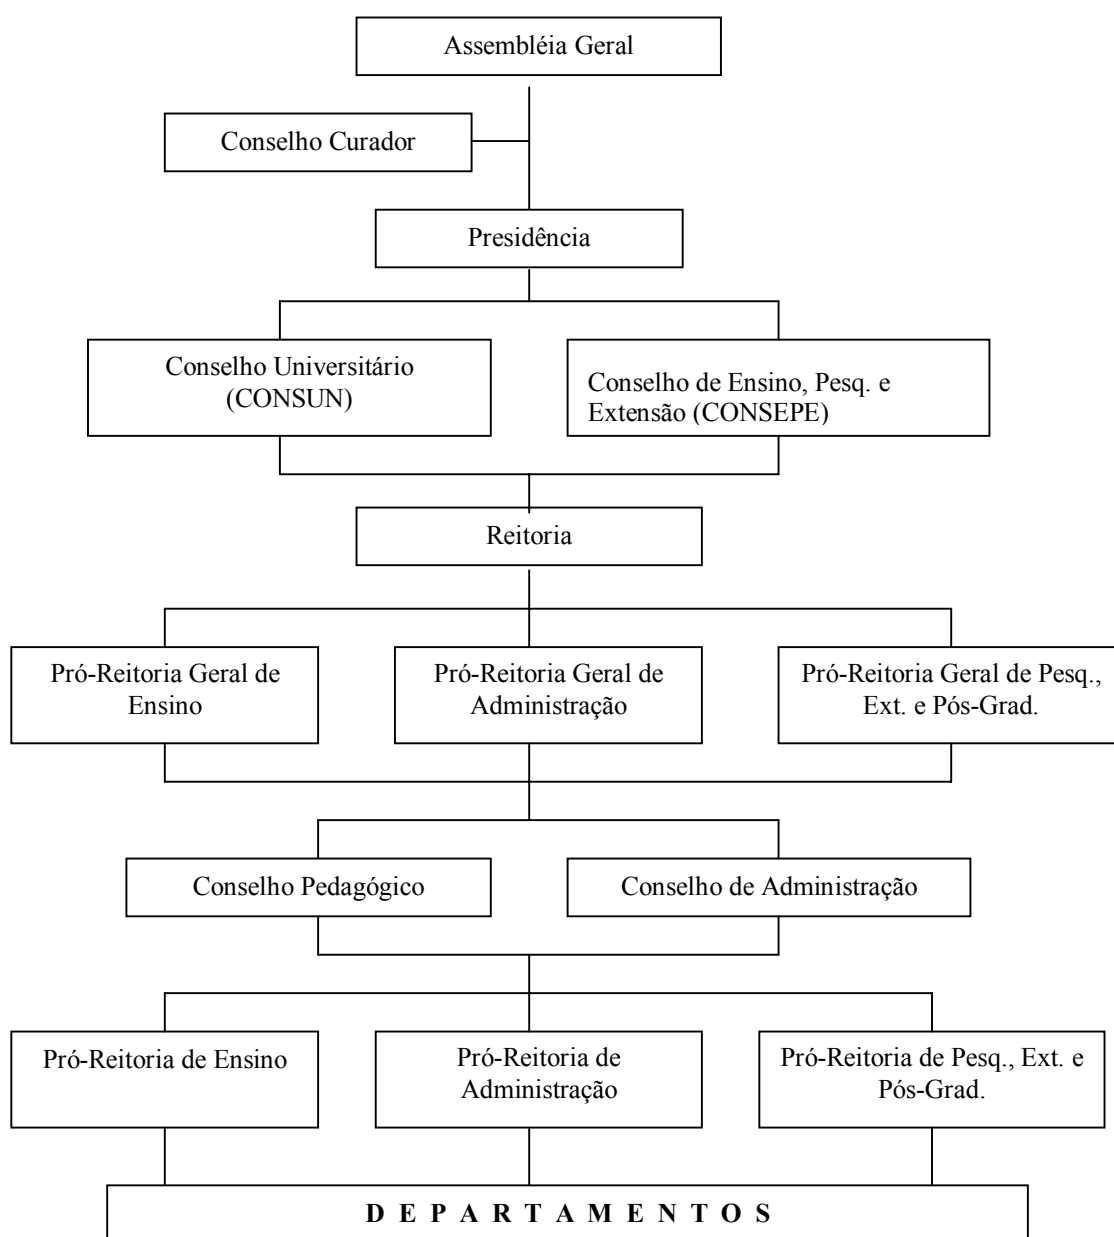 Assembléia Geral
Conselho Curador
Presidência
Conselho Universitário
(CONSUN)
Conselho de Ensino, Pesq. e
Extensão (CONSEPE)
Reitoria
Pró-Reitoria Geral de
Ensino
Pró-Reitoria Geral de
Administração
Pró-Reitoria Geral de Pesq.,
Ext. e Pós-Grad.
Conselho Pedagógico
Conselho de Administração
Pró-Reitoria de Ensino
Pró-Reitoria de
Administração
Pró-Reitoria de Pesq., Ext. e
Pós-Grad.
D E P A R T A M E N T O S